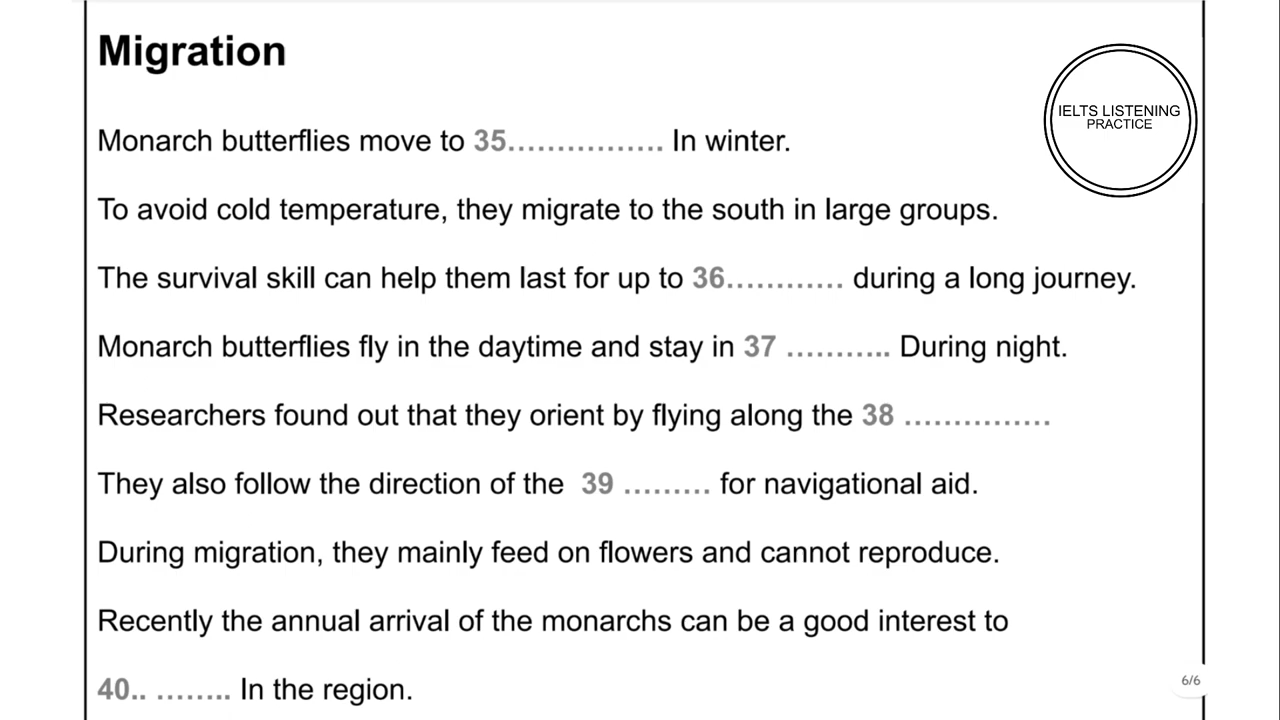 Migration
IELTS LISTENING
PRACTICE
Monarch butterflies move to 35................ In winter.
To avoid cold temperature, they migrate to the south in large groups.
The survival skill can help them last for up to 36............ during a long journey.
Monarch butterflies fly in the daytime and stay in 37 ........... During night.
Researchers found out that they orient by flying along the 38 ...............
They also follow the direction of the 39 ......... for navigational aid.
During migration, they mainly feed on flowers and cannot reproduce.
Recently the annual arrival of the monarchs can be a good interest to
40.. ........ In the region.
6/6